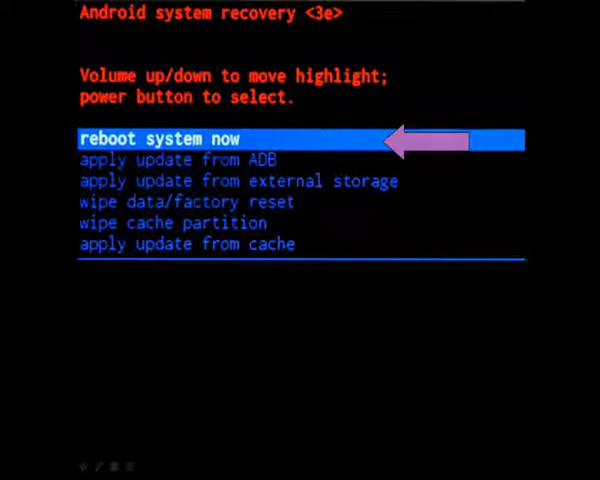 Android system recovery <3e>
Volume up/down to move highlight;
power button to select.
reboot system now
apply update from ADB
apply update from external storage
wipe data/factory reset
wipe cache partition
apply update from cache